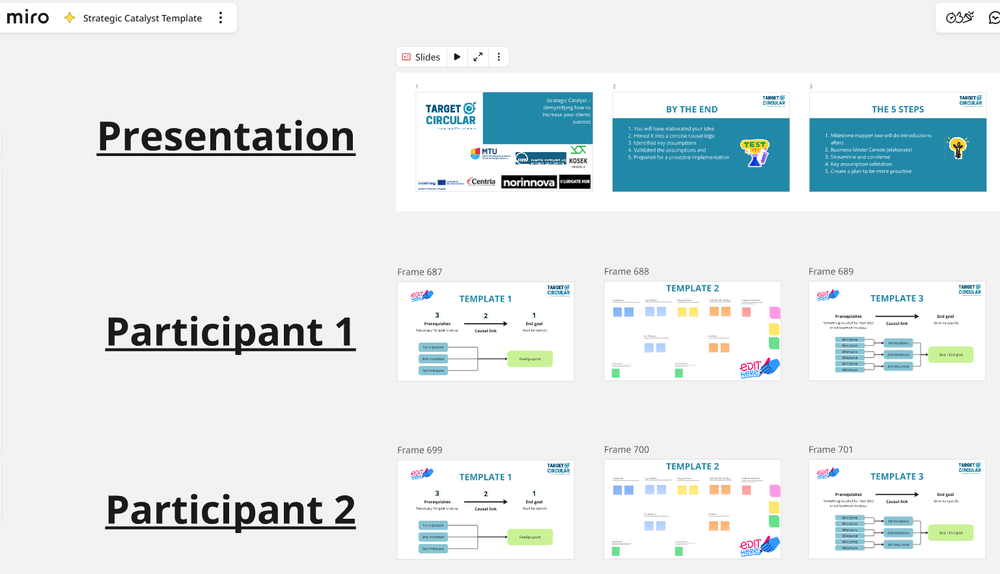 miro
Strategic Catalyst Template
Slides
Presentation
1
TARGET
CIRCULAR
Strategic Catalyst –
demystifying how to
increase your clients
success
MTU
KOSEK
Interreg
Centria
norinnova
LUDGATE HUB
2
TARGET
CIRCULAR
BY THE END
1. You will have elaborated your idea
2. Honed it into a concise causal logic
3. Identified key assumptions
4. Validated the assumptions and
5. Prepared for a proactive implementation
TEST
IT!
3
TARGET
CIRCULAR
THE 5 STEPS
1. Milestone mapper (we will do introductions
after)
2. Business Model Canvas (elaborate)
3. Streamline and condense
4. Key assumption validation
5. Create a plan to be more proactive
Participant 1
Frame 687
EDIT
HERE
TARGET
CIRCULAR
TEMPLATE 1
3
2
1
Prerequisites
End goal
Necessary for goal to occur
Causal link
Must be specific
1st milestone
2nd milestone
3rd milestone
Goal/purpose
Frame 688
TEMPLATE 2
EDIT
HERE
Frame 689
EDIT
HERE
TARGET
CIRCULAR
TEMPLATE 3
Prerequisites
End goal
Something needed for next step
in achievement to occur
Causal link
Must be specific
Milestone
Milestone
Milestone
Milestone
Milestone
Milestone
1st milestone
2nd milestone
3rd milestone
Goal / End goal
Participant 2
Frame 699
EDIT
HERE
TARGET
CIRCULAR
TEMPLATE 1
3
2
1
Prerequisites
End goal
Necessary for goal to occur
Causal link
Must be specific
1st milestone
2nd milestone
3rd milestone
Goal/purpose
Frame 700
TEMPLATE 2
EDIT
HERE
Frame 701
EDIT
HERE
TARGET
CIRCULAR
TEMPLATE 3
Prerequisites
End goal
Something needed for next step
in achievement to occur
Causal link
Must be specific
Milestone
Milestone
Milestone
Milestone
Milestone
Milestone
1st milestone
2nd milestone
3rd milestone
Goal / End goal